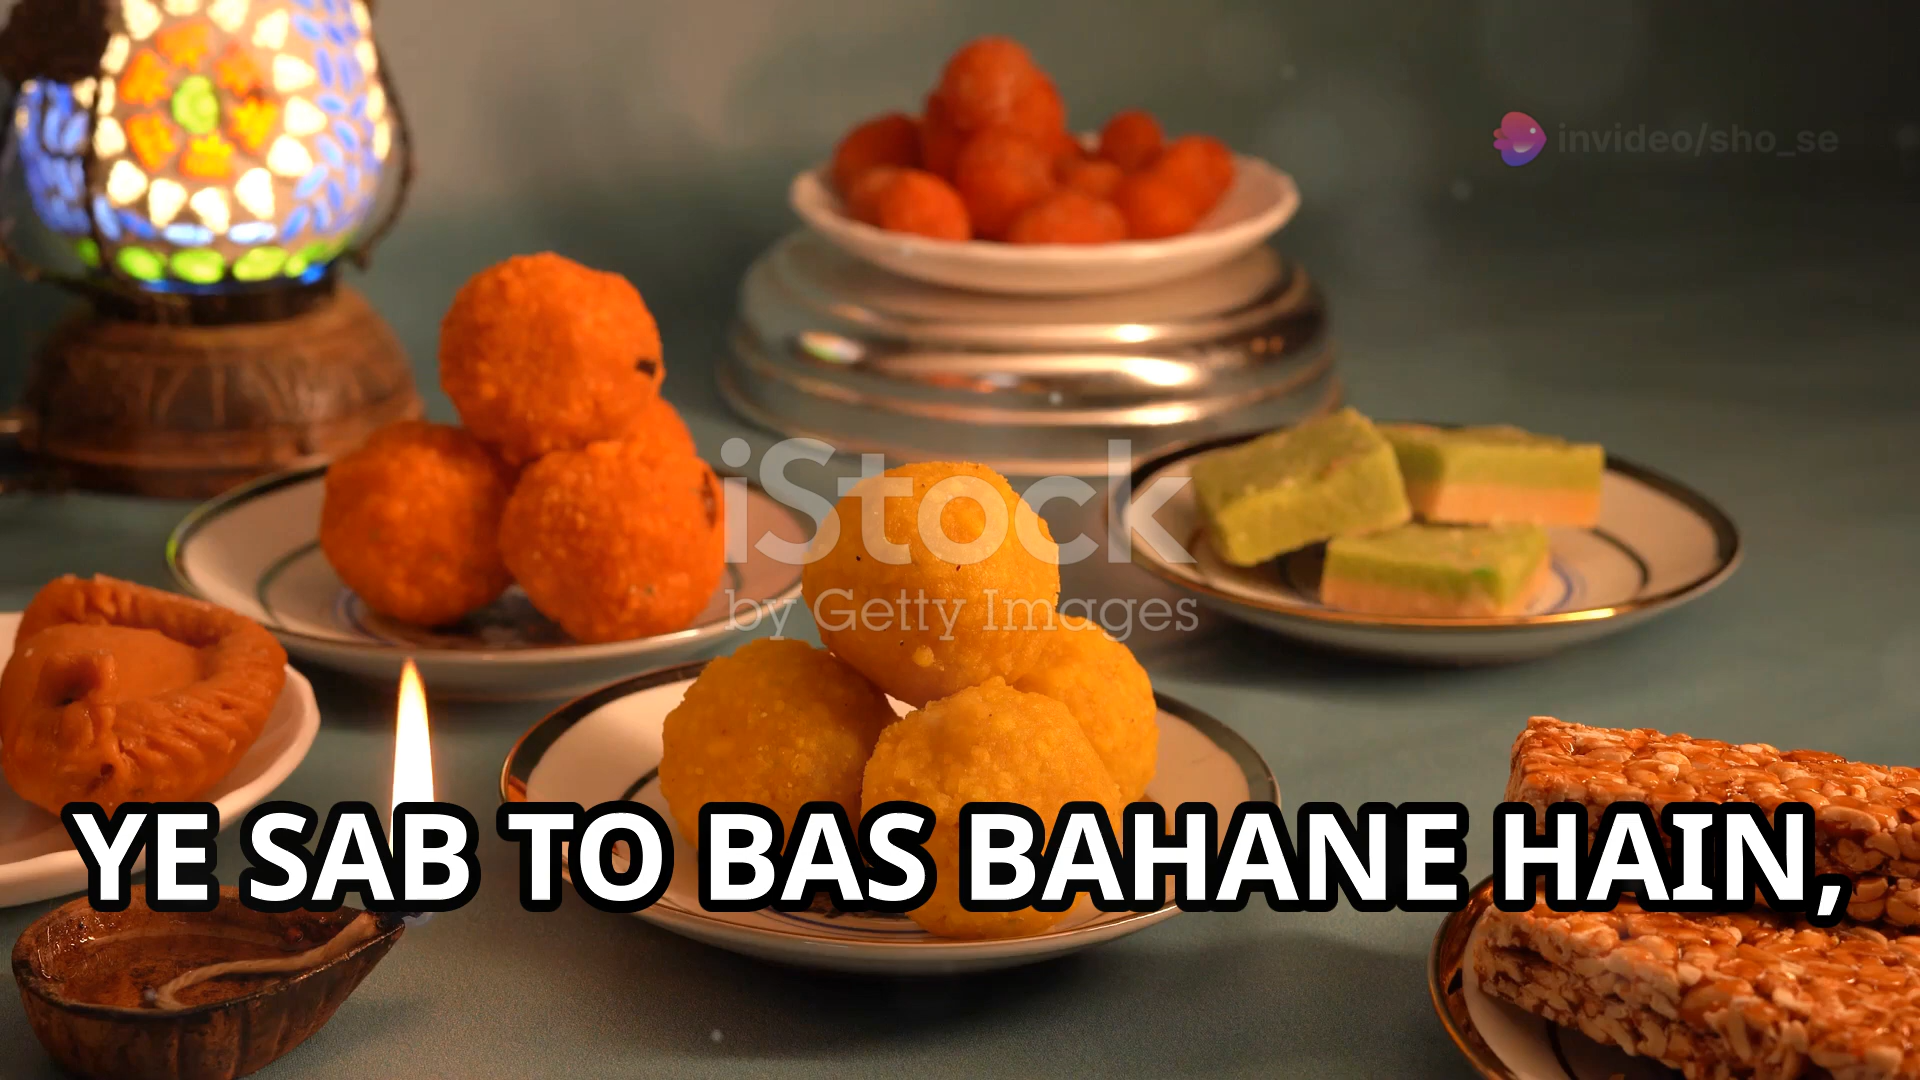 invideo/sho_se
iStock
by Getty Images
YE SAB TO BAS BAHANE HAIN,